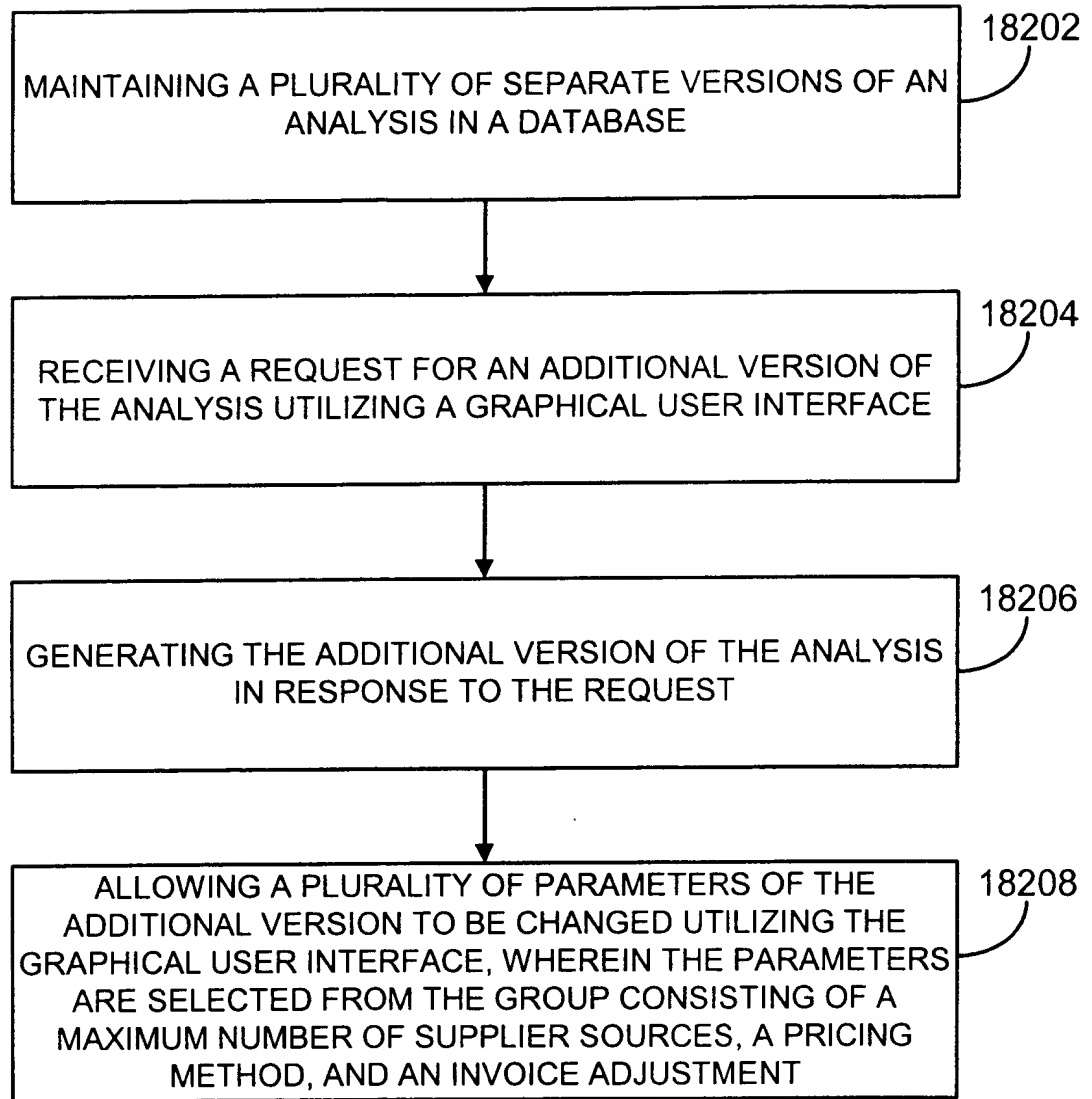 18202
MAINTAINING A PLURALITY OF SEPARATE VERSIONS OF AN
ANALYSIS IN A DATABASE
18204
RECEIVING A REQUEST FOR AN ADDITIONAL VERSION OF
THE ANALYSIS UTILIZING A GRAPHICAL USER INTERFACE
18206
GENERATING THE ADDITIONAL VERSION OF THE ANALYSIS
IN RESPONSE TO THE REQUEST
18208
ALLOWING A PLURALITY OF PARAMETERS OF THE
ADDITIONAL VERSION TO BE CHANGED UTILIZING THE
GRAPHICAL USER INTERFACE, WHEREIN THE PARAMETERS
ARE SELECTED FROM THE GROUP CONSISTING OF A
MAXIMUM NUMBER OF SUPPLIER SOURCES, A PRICING
METHOD, AND AN INVOICE ADJUSTMENT